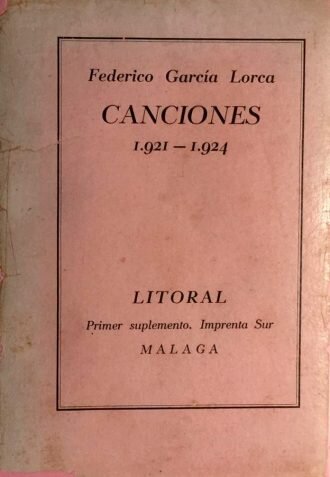 Federico García Lorca
CANCIONES
1.921 — 1.924
LITORAL
Primer suplemento. Imprenta Sur
MALAGA